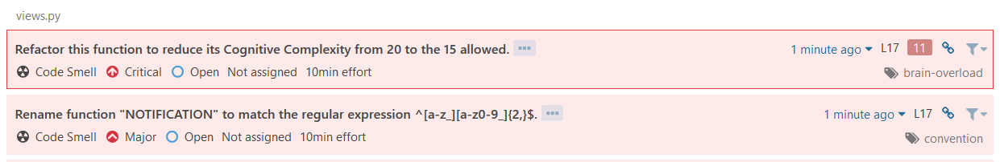 views.py
Refactor this function to reduce its Cognitive Complexity from 20 to the 15 allowed. ••• 1 minute ago L17 11
Code Smell Critical Open Not assigned 10min effort brain-overload
Rename function "NOTIFICATION" to match the regular expression ^[a-z_][a-z0-9_]{2,}$. ••• 1 minute ago L17
Code Smell Major Open Not assigned 10min effort convention